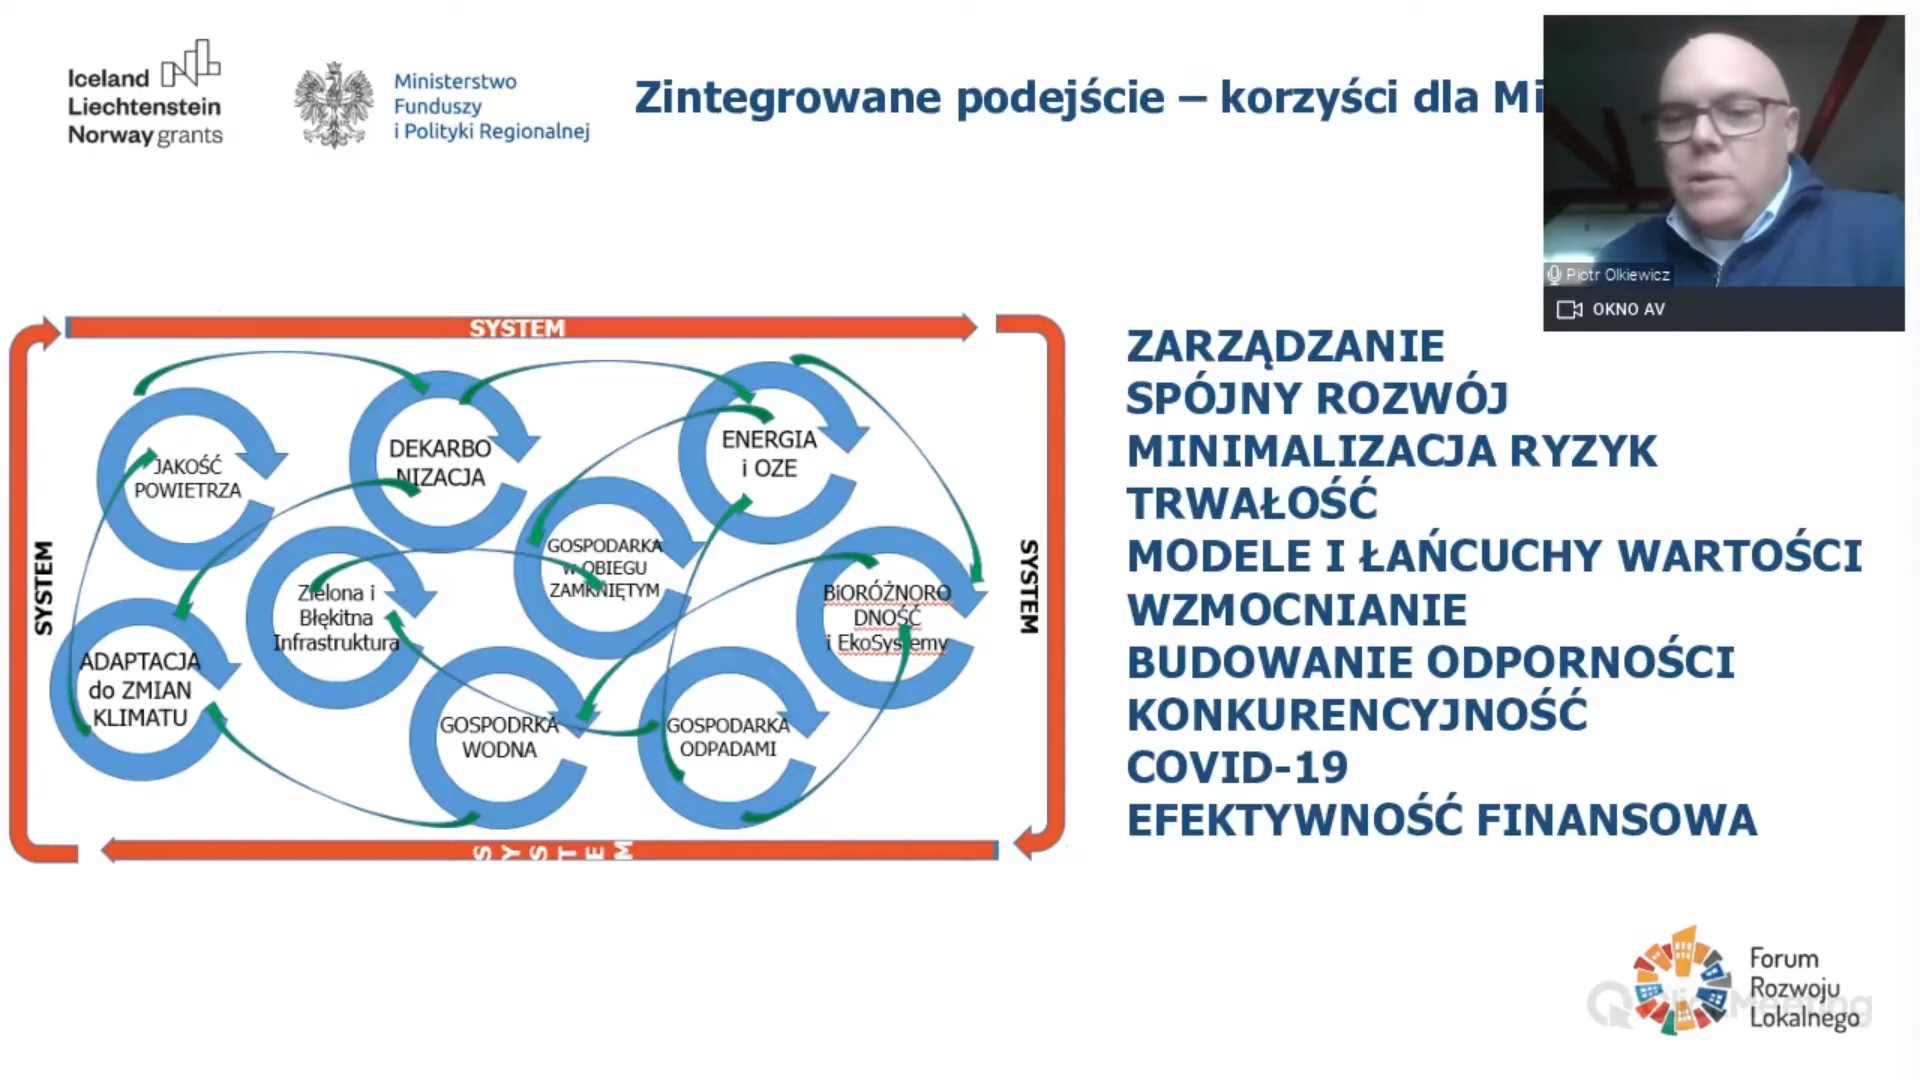 Iceland
Liechtenstein
Norway grants
Ministerstwo
Funduszy
i Polityki Regionalnej
Zintegrowane podejście – korzyści dla Mi
Piotr Olkiewicz
OKNO AV
SYSTEM
SYSTEM
SYSTEM
SYSTEM
JAKOŚĆ
POWIETRZA
DEKARBO
NIZACJA
ENERGIA
i OZE
GOSPODARKA
w OBIEGU
ZAMKNIĘTYM
Zielona i
Błękitna
Infrastruktura
BiORÓŻNORO
DNOŚĆ
i EkoSystemy
ADAPTACJA
do ZMIAN
KLIMATU
GOSPODRKA
WODNA
GOSPODARKA
ODPADAMI
ZARZĄDZANIE
SPÓJNY ROZWÓJ
MINIMALIZACJA RYZYK
TRWAŁOŚĆ
MODELE I ŁAŃCUCHY WARTOŚCI
WZMOCNIANIE
BUDOWANIE ODPORNOŚCI
KONKURENCYJNOŚĆ
COVID-19
EFEKTYWNOŚĆ FINANSOWA
Forum
Rozwoju
Lokalnego
ClickMeeting